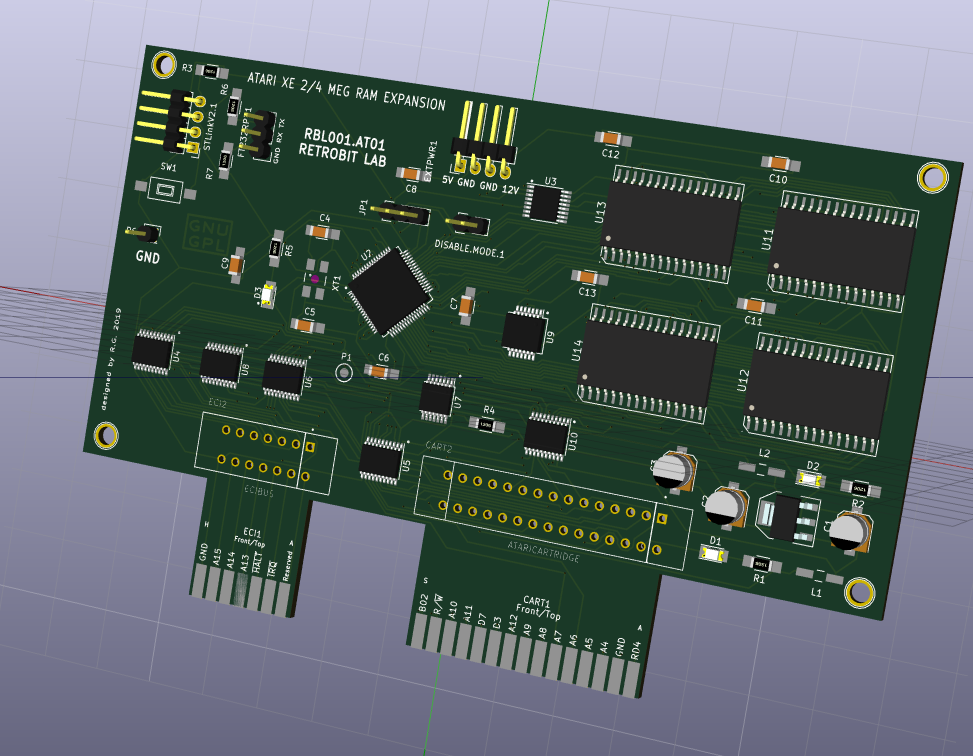 R3
ATARI XE 2/4 MEG RAM EXPANSION
R6
STLinkV2.1
GND RX TX
RBL001.AT01
RETROBIT LAB
EXTPWR1
5V GND GND 12V
C12
C10
R7
SW1
C8
U3
JP1
DISABLE.MODE.1
U13
U11
GND
GNU
GPL
C4
U2
R5
C9
XT1
D3
C5
C7
C13
C11
U9
U14
U12
designed by R.G. 2019
U4
U8
U6
P1
C6
U7
R4
U10
U5
ECI2
CART2
ECIBUS
ATARICARTRIDGE
L2
D2
R2
D1
R1
L1
H
ECI1
Front/Top
A
GND
A15
A14
A13
HALT
IRQ
Reserved
S
CART1
Front/Top
A
BO2
R/W
A10
A11
D7
D3
A12
A9
A8
A7
A6
A5
A4
GND
RD4